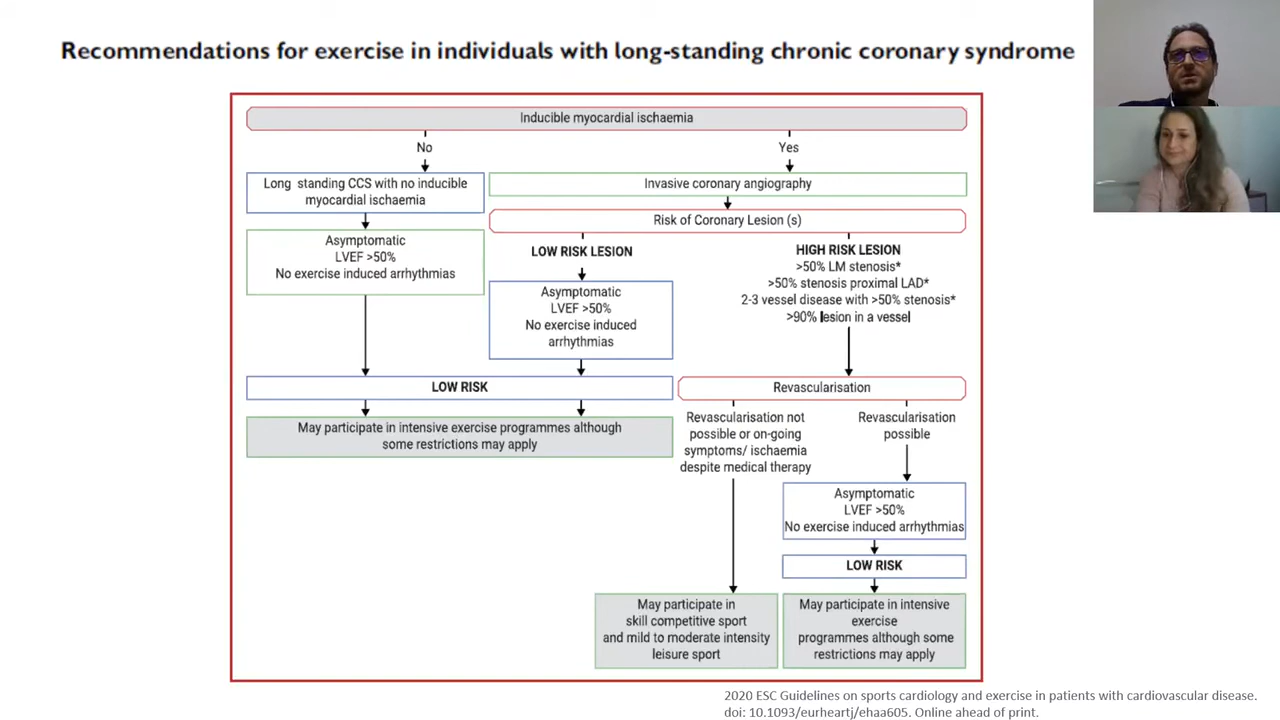 Recommendations for exercise in individuals with long-standing chronic coronary syndrome
Inducible myocardial ischaemia
No
Yes
Long standing CCS with no inducible
myocardial ischaemia
Invasive coronary angiography
Risk of Coronary Lesion (s)
Asymptomatic
LVEF >50%
No exercise induced arrhythmias
LOW RISK LESION
Asymptomatic
LVEF >50%
No exercise induced
arrhythmias
HIGH RISK LESION
>50% LM stenosis*
>50% stenosis proximal LAD*
2-3 vessel disease with >50% stenosis*
>90% lesion in a vessel
LOW RISK
May participate in intensive exercise programmes although
some restrictions may apply
Revascularisation
Revascularisation not
possible or on-going
symptoms/ ischaemia
despite medical therapy
Revascularisation
possible
Asymptomatic
LVEF >50%
No exercise induced arrhythmias
LOW RISK
May participate in
skill competitive sport
and mild to moderate intensity
leisure sport
May participate in intensive
exercise
programmes although some
restrictions may apply
2020 ESC Guidelines on sports cardiology and exercise in patients with cardiovascular disease.
doi: 10.1093/eurheartj/ehaa605. Online ahead of print.